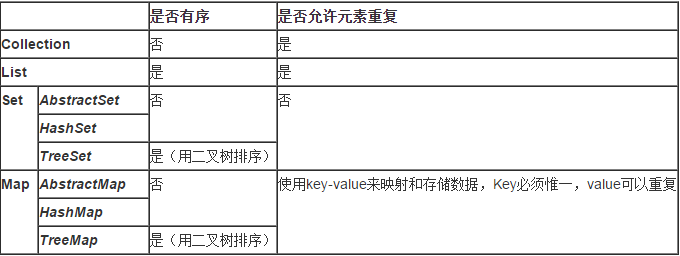 是否有序 是否允许元素重复
Collection 否 是
List 是 是
Set AbstractSet 否 否
HashSet
TreeSet 是（用二叉树排序）
Map AbstractMap 否 使用key-value来映射和存储数据，Key必须惟一，value可以重复
HashMap
TreeMap 是（用二叉树排序）